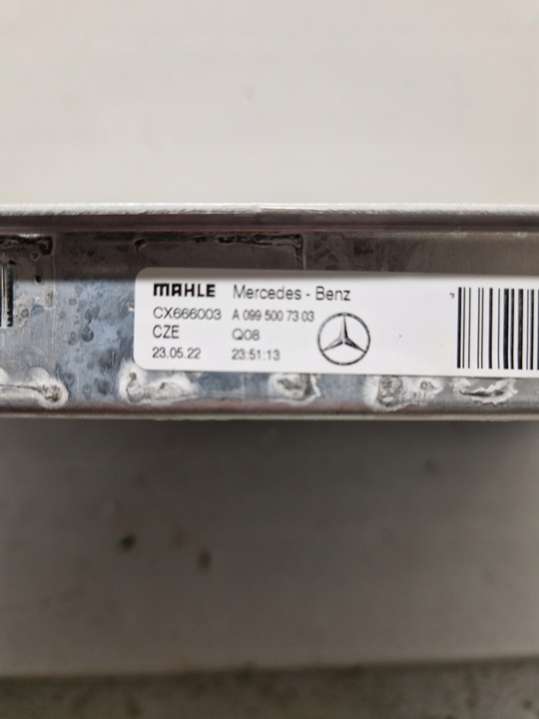 MAHLE Mercedes - Benz
CX666003 A 099 500 73 03
CZE Q08
23.05.22 23:51:13